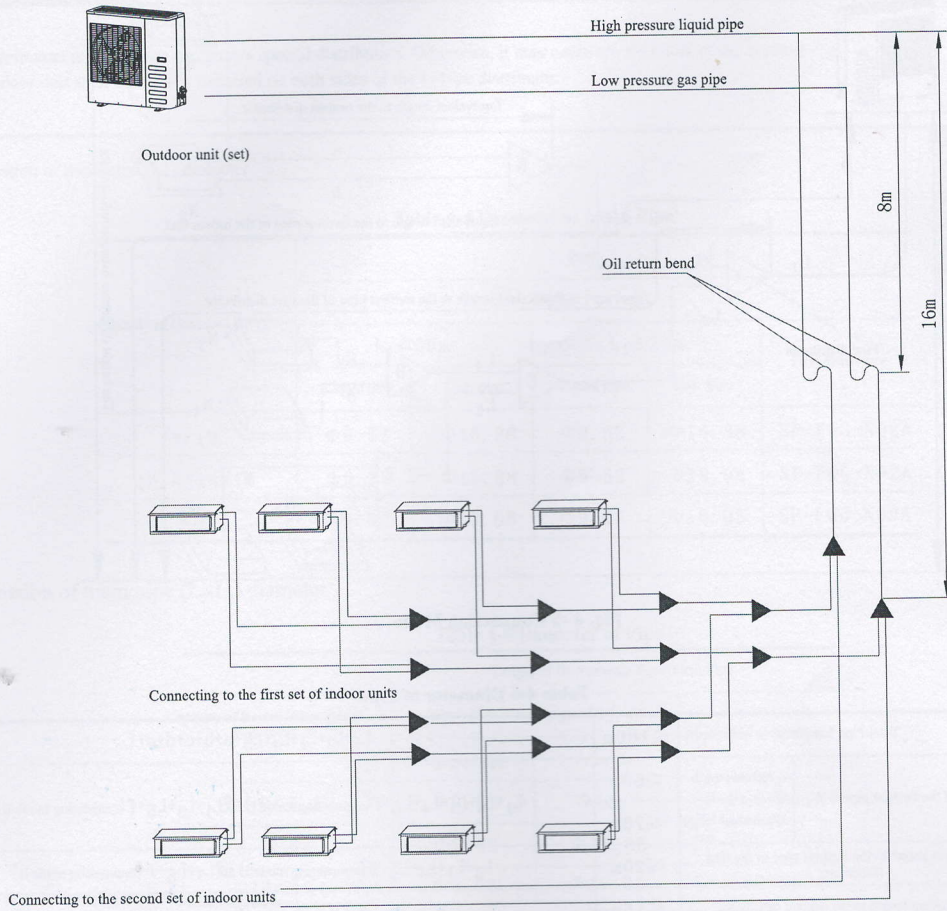 High pressure liquid pipe
Low pressure gas pipe
Outdoor unit (set)
8m
Oil return bend
16m
Connecting to the first set of indoor units
Connecting to the second set of indoor units